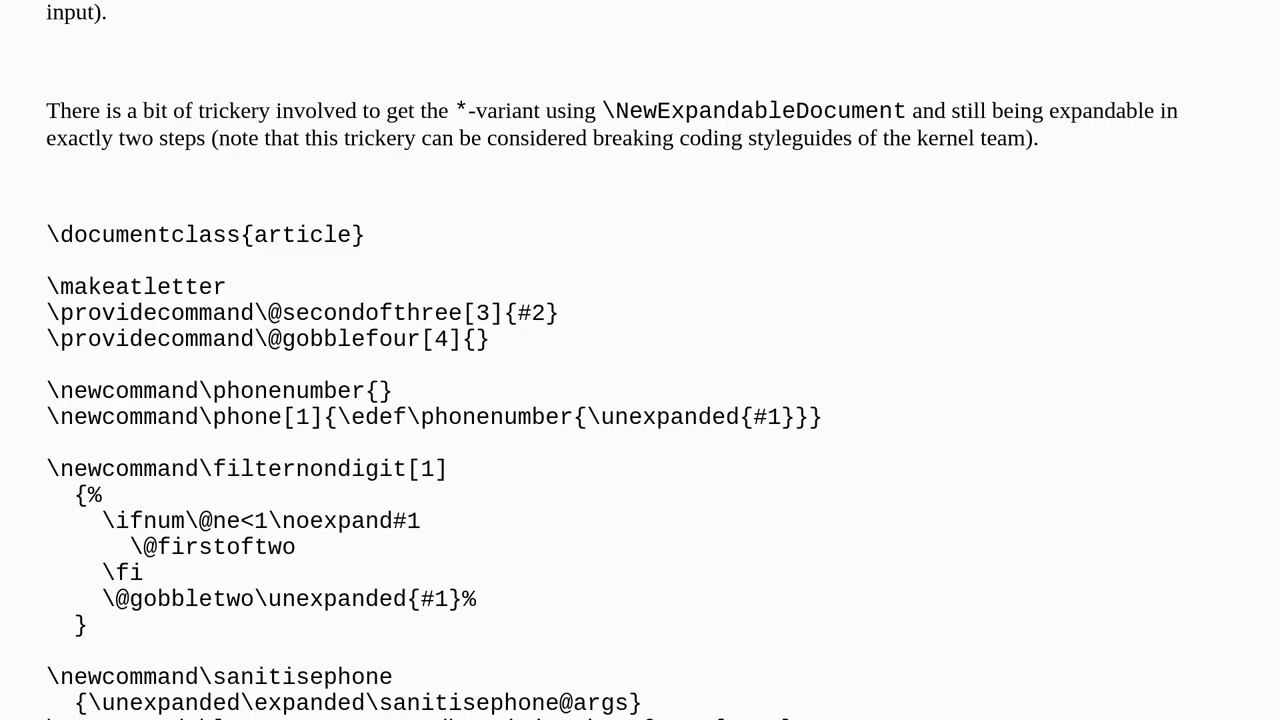 input).
There is a bit of trickery involved to get the *-variant using \NewExpandableDocument and still being expandable in
exactly two steps (note that this trickery can be considered breaking coding styleguides of the kernel team).
\documentclass{article}
\makeatletter
\providecommand\@secondofthree[3]{#2}
\providecommand\@gobblefour[4]{}
\newcommand\phonenumber{}
\newcommand\phone[1]{\edef\phonenumber{\unexpanded{#1}}}
\newcommand\filternondigit[1]
  {%
    \ifnum\@ne<1\noexpand#1
      \@firstoftwo
    \fi
    \@gobbletwo\unexpanded{#1}%
  }
\newcommand\sanitisephone
  {\unexpanded\expanded\sanitisephone@args}